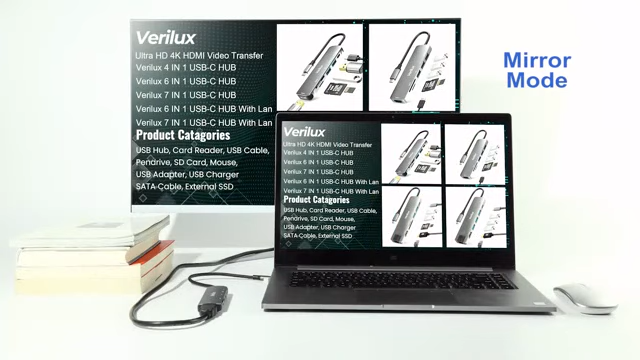 Verilux
Ultra HD 4K HDMI Video Transfer
Verilux 4 IN 1 USB-C HUB
Verilux 6 IN 1 USB-C HUB
Verilux 7 IN 1 USB-C HUB
Verilux 6 IN 1 USB-C HUB With Lan
Verilux 7 IN 1 USB-C HUB With Lan
Product Catagories
USB Hub, Card Reader, USB Cable,
Pendrive, SD Card, Mouse,
USB Adapter, USB Charger
SATA-Cable, External SSD
Mirror
Mode
Verilux
Ultra HD 4K HDMI Video Transfer
Verilux 4 IN 1 USB-C HUB
Verilux 6 IN 1 USB-C HUB
Verilux 7 IN 1 USB-C HUB
Verilux 6 IN 1 USB-C HUB With Lan
Verilux 7 IN 1 USB-C HUB With Lan
Product Catagories
USB Hub, Card Reader, USB Cable,
Pendrive, SD Card, Mouse,
USB Adapter, USB Charger
SATA-Cable, External SSD